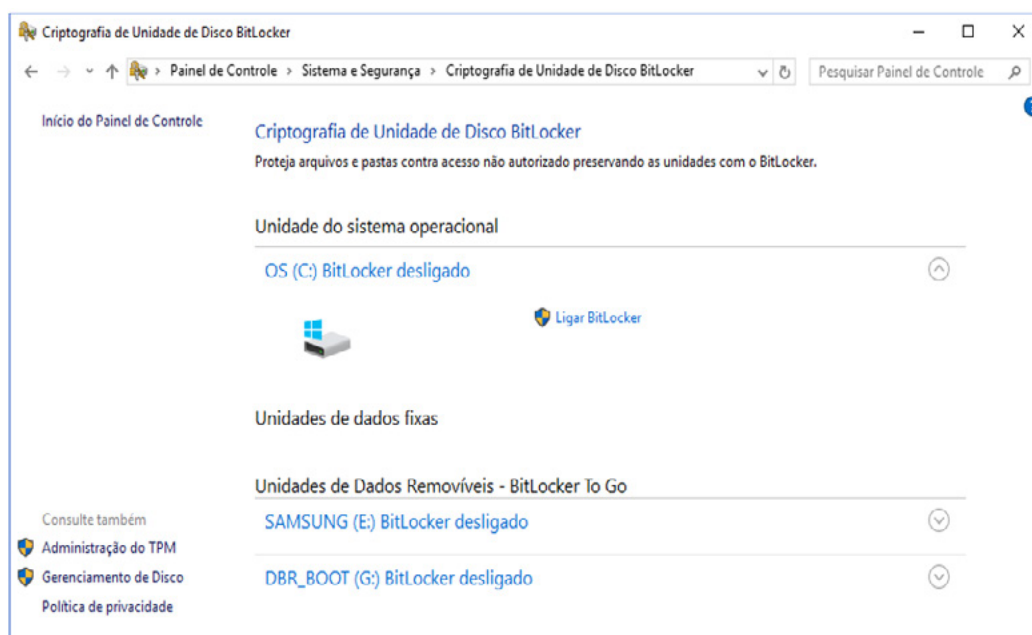 Criptografia de Unidade de Disco BitLocker
Painel de Controle > Sistema e Segurança > Criptografia de Unidade de Disco BitLocker
Pesquisar Painel de Controle
Início do Painel de Controle
Criptografia de Unidade de Disco BitLocker
Proteja arquivos e pastas contra acesso não autorizado preservando as unidades com o BitLocker.
Unidade do sistema operacional
OS (C:) BitLocker desligado
Ligar BitLocker
Unidades de dados fixas
Unidades de Dados Removíveis - BitLocker To Go
SAMSUNG (E:) BitLocker desligado
DBR_BOOT (G:) BitLocker desligado
Consulte também
Administração do TPM
Gerenciamento de Disco
Política de privacidade